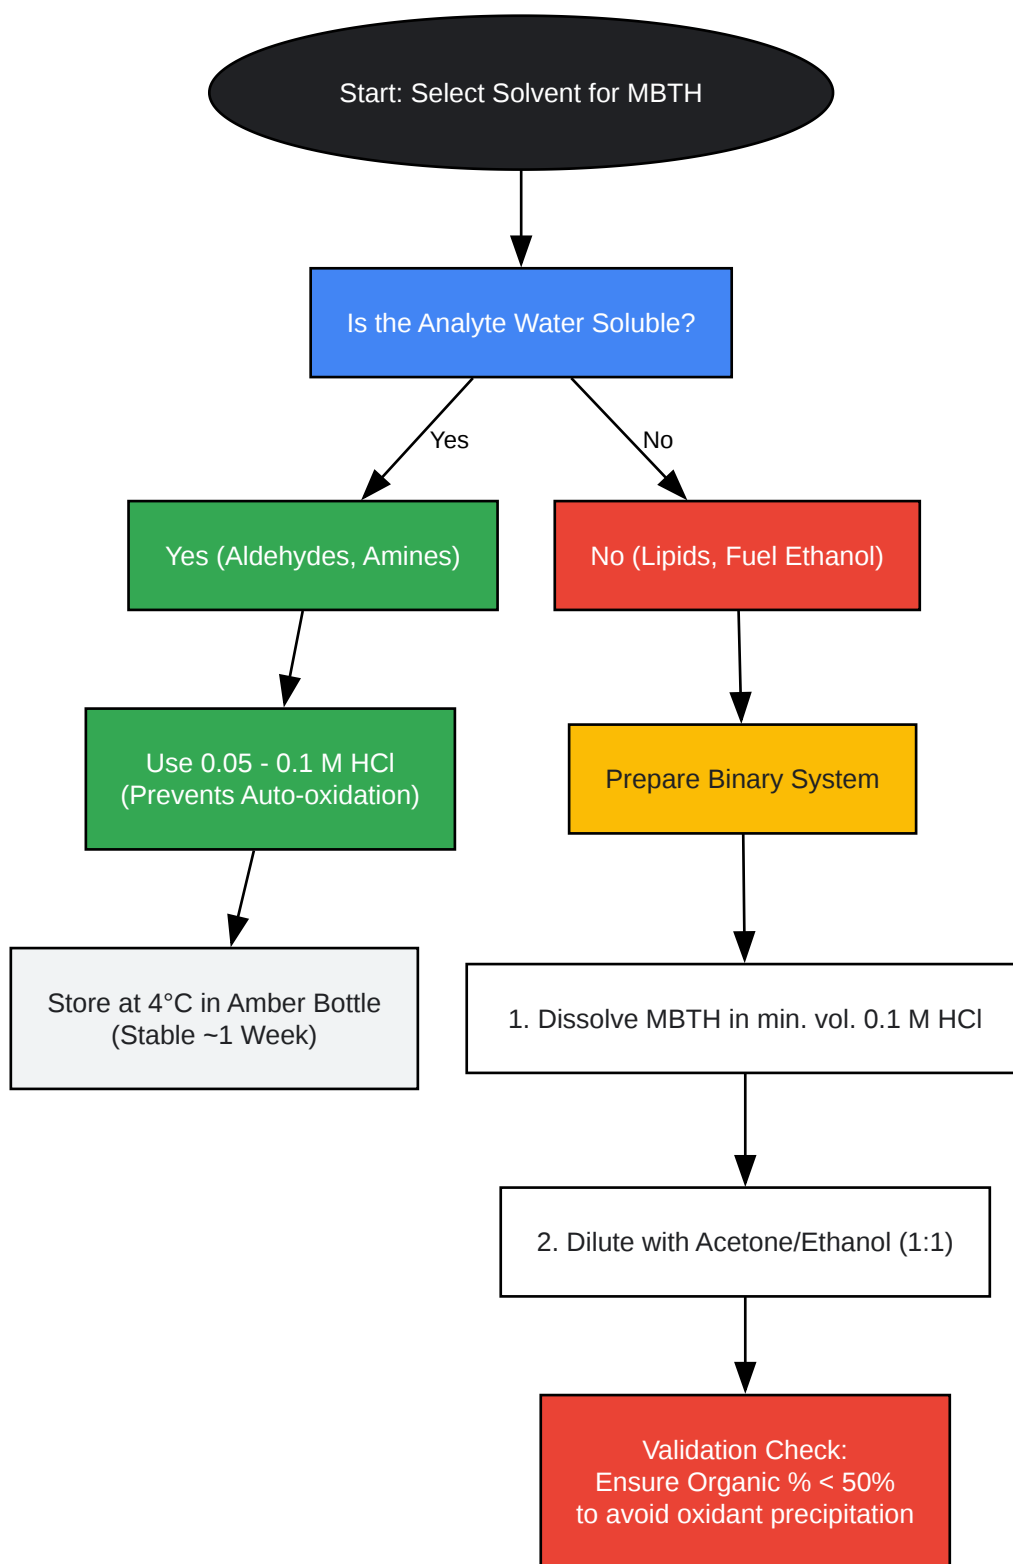 Start: Select Solvent for MBTH
Is the Analyte Water Soluble?
Yes
No
Yes (Aldehydes, Amines)
No (Lipids, Fuel Ethanol)
Use 0.05 - 0.1 M HCl
(Prevents Auto-oxidation)
Prepare Binary System
Store at 4°C in Amber Bottle
(Stable ~1 Week)
1. Dissolve MBTH in min. vol. 0.1 M HCl
2. Dilute with Acetone/Ethanol (1:1)
Validation Check:
Ensure Organic % < 50%
to avoid oxidant precipitation